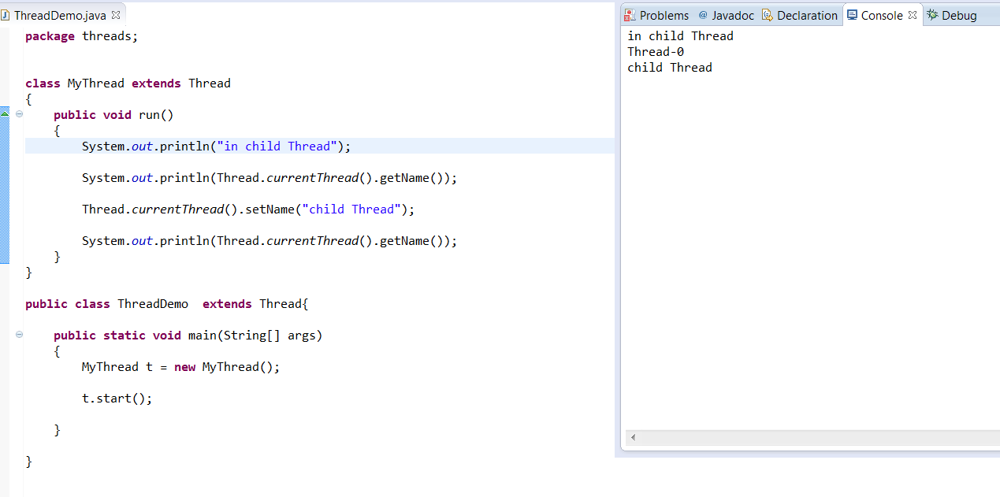 ThreadDemo.java
package threads;
class MyThread extends Thread
{
public void run()
{
System.out.println("in child Thread");
System.out.println(Thread.currentThread().getName());
Thread.currentThread().setName("child Thread");
System.out.println(Thread.currentThread().getName());
}
}
public class ThreadDemo  extends Thread{
public static void main(String[] args)
{
MyThread t = new MyThread();
t.start();
}
}
Problems @ Javadoc Declaration Console Debug
in child Thread
Thread-0
child Thread